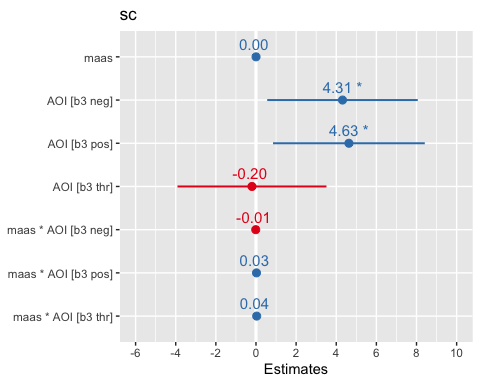 sc
maas
0.00
AOI [b3 neg]
4.31 *
AOI [b3 pos]
4.63 *
AOI [b3 thr]
-0.20
maas * AOI [b3 neg]
-0.01
maas * AOI [b3 pos]
0.03
maas * AOI [b3 thr]
0.04
-6 -4 -2 0 2 4 6 8 10
Estimates